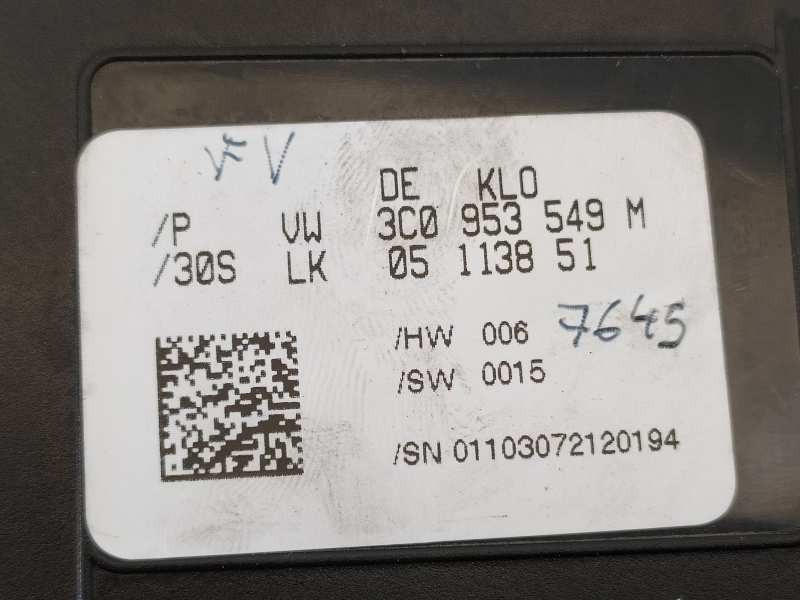 V V
DE KLO
/P VW 3C0 953 549 M
/30S LK 05 1138 51
/HW 006 7645
/SW 0015
/SN 01103072120194